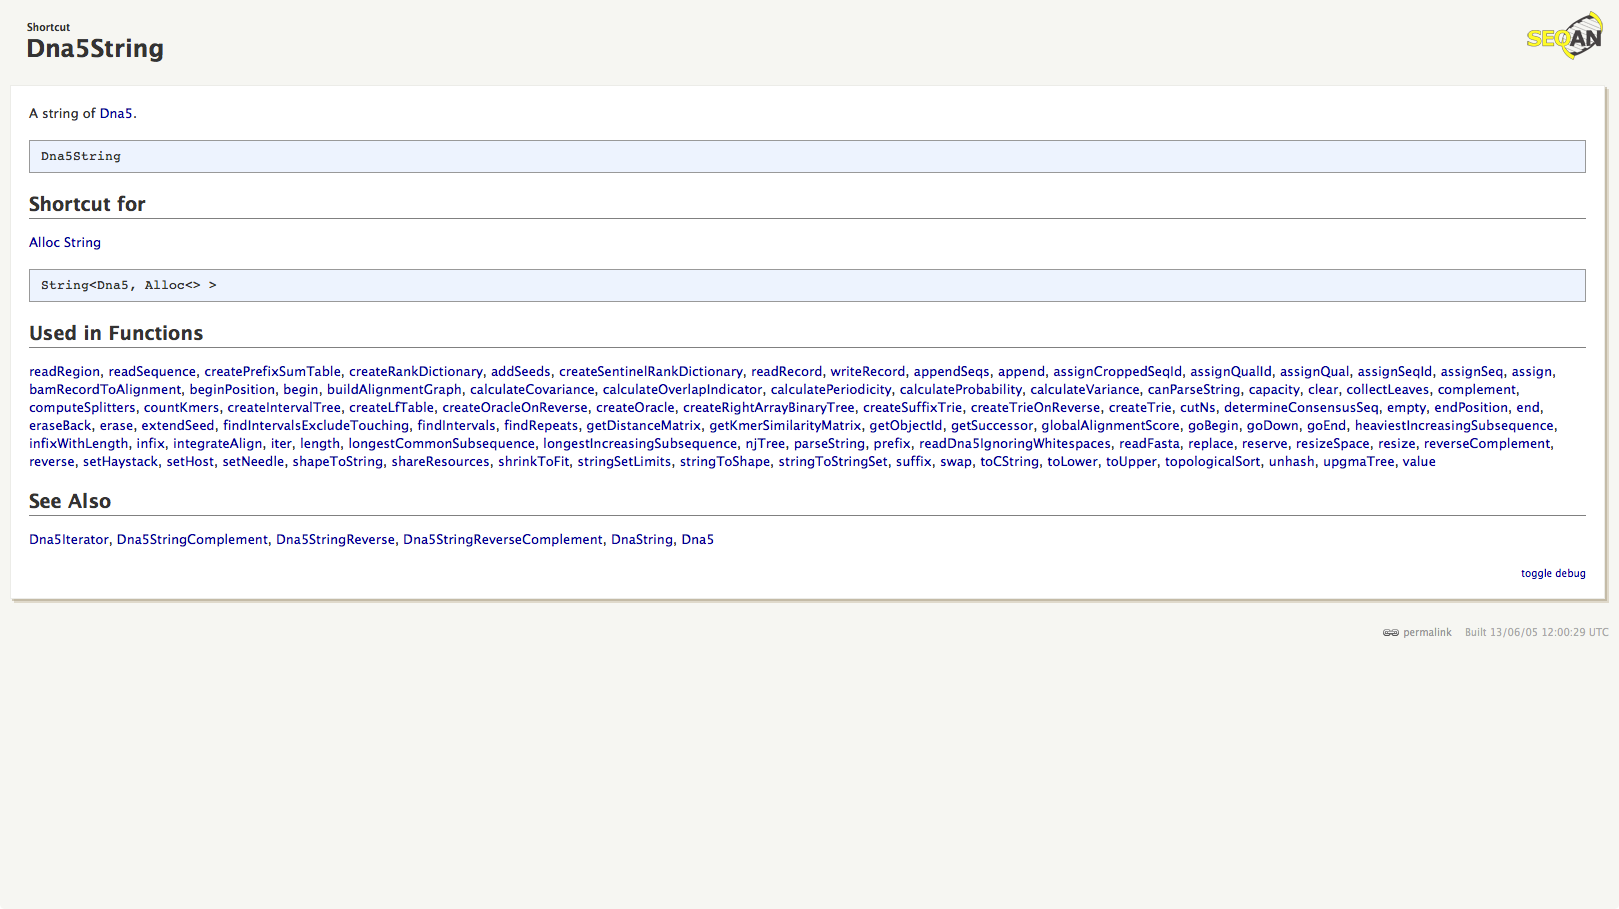 Shortcut
Dna5String
SEQAN
A string of Dna5.
Dna5String
Shortcut for
Alloc String
String<Dna5, Alloc<> >
Used in Functions
readRegion, readSequence, createPrefixSumTable, createRankDictionary, addSeeds, createSentinelRankDictionary, readRecord, writeRecord, appendSeqs, append, assignCroppedSeqId, assignQualId, assignQual, assignSeqId, assignSeq, assign,
bamRecordToAlignment, beginPosition, begin, buildAlignmentGraph, calculateCovariance, calculateOverlapIndicator, calculatePeriodicity, calculateProbability, calculateVariance, canParseString, capacity, clear, collectLeaves, complement,
computeSplitters, countKmers, createIntervalTree, createLfTable, createOracleOnReverse, createOracle, createRightArrayBinaryTree, createSuffixTrie, createTrieOnReverse, createTrie, cutNs, determineConsensusSeq, empty, endPosition, end,
eraseBack, erase, extendSeed, findIntervalsExcludeTouching, findIntervals, findRepeats, getDistanceMatrix, getKmerSimilarityMatrix, getObjectId, getSuccessor, globalAlignmentScore, goBegin, goDown, goEnd, heaviestIncreasingSubsequence,
infixWithLength, infix, integrateAlign, iter, length, longestCommonSubsequence, longestIncreasingSubsequence, njTree, parseString, prefix, readDna5IgnoringWhitespaces, readFasta, replace, reserve, resizeSpace, resize, reverseComplement,
reverse, setHaystack, setHost, setNeedle, shapeToString, shareResources, shrinkToFit, stringSetLimits, stringToShape, stringToStringSet, suffix, swap, toCString, toLower, toUpper, topologicalSort, unhash, upgmaTree, value
See Also
Dna5Iterator, Dna5StringComplement, Dna5StringReverse, Dna5StringReverseComplement, DnaString, Dna5
toggle debug
permalink Built 13/06/05 12:00:29 UTC